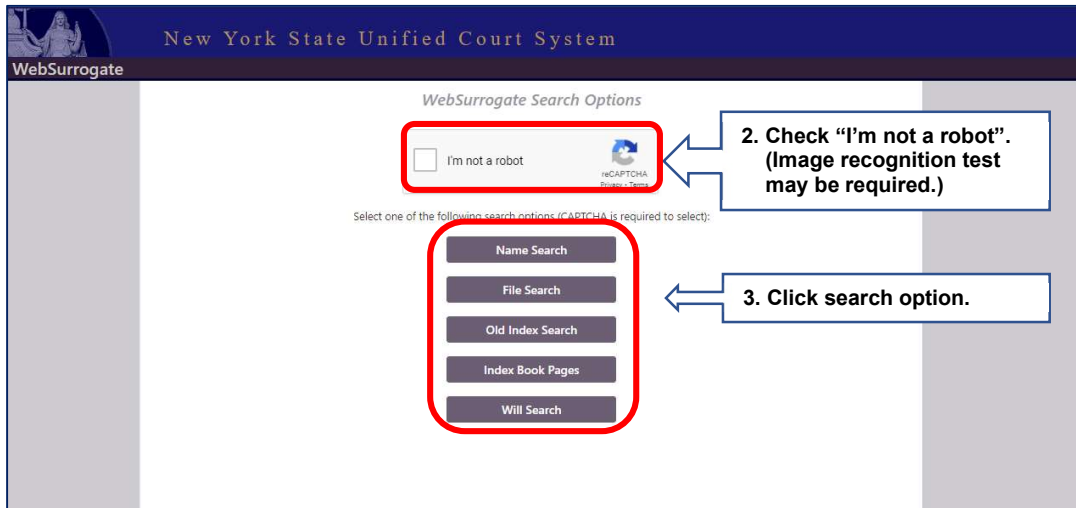 New York State Unified Court System
WebSurrogate
WebSurrogate Search Options
I'm not a robot
reCAPTCHA
Privacy - Terms
2. Check “I’m not a robot”.
(Image recognition test
may be required.)
Select one of the following search options (CAPTCHA is required to select):
Name Search
File Search
3. Click search option.
Old Index Search
Index Book Pages
Will Search